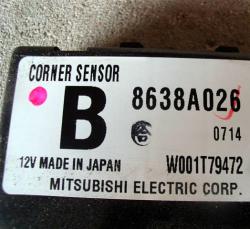 CORNER SENSOR
B 8638A026
0714
12V MADE IN JAPAN W001T79472
MITSUBISHI ELECTRIC CORP.